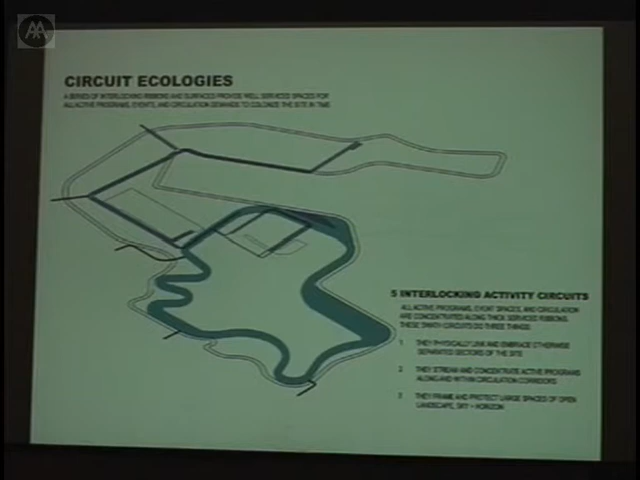 AA
CIRCUIT ECOLOGIES
A SERIES OF INTERLOCKING RIBBONS AND SURFACES PROVIDE WELL SERVICED SPACES FOR
ALL ACTIVE PROGRAMS, EVENTS, AND CIRCULATION DEMANDS TO COLONIZE THE SITE IN TIME
5 INTERLOCKING ACTIVITY CIRCUITS
ALL ACTIVE PROGRAMS, EVENT SPACES, AND CIRCULATION
ARE CONCENTRATED ALONG THICK SERVICED RIBBONS.
THESE CIRCUITS DO THREE THINGS:
1 THEY PHYSICALLY LINK AND EMBRACE OTHERWISE
SEPARATED SECTORS OF THE SITE
2 THEY STREAM AND CONCENTRATE ACTIVE PROGRAMS
ALONG AND WITHIN CIRCULATION CORRIDORS
3 THEY FRAME AND PROTECT LARGE SPACES OF OPEN
LANDSCAPE, SKY + HORIZON